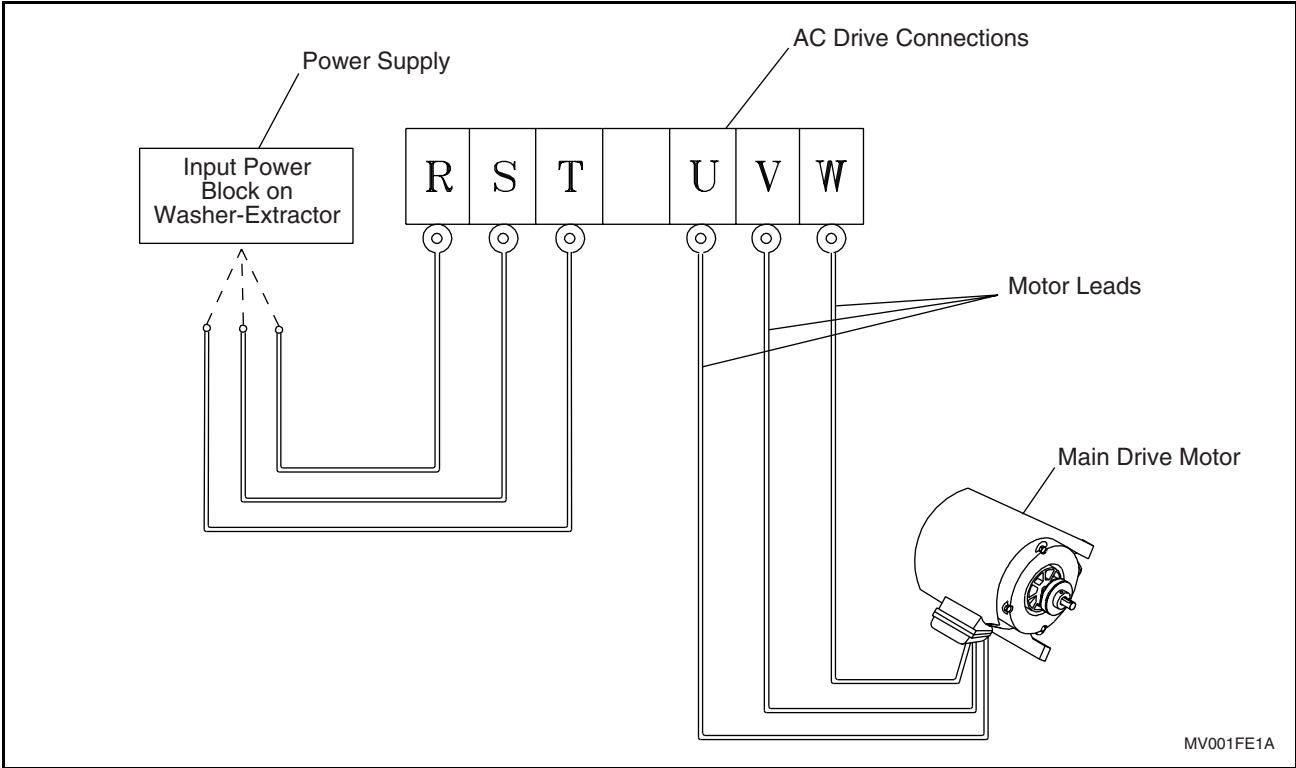 AC Drive Connections
Power Supply
Input Power
Block on
Washer-Extractor
R S T U V W
Motor Leads
Main Drive Motor
MV001FE1A